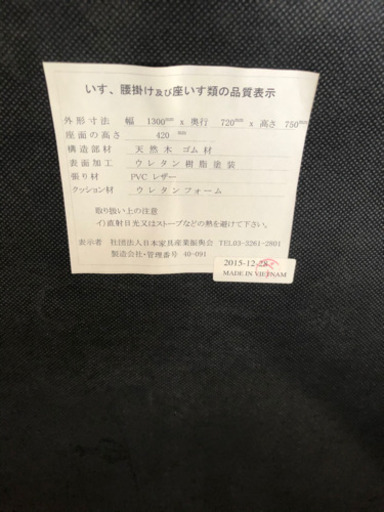 いす、腰掛け及び座いす類の品質表示
外形寸法 幅 1300mm x 奥行 720mm x 高さ 750mm
座面の高さ 420 mm
構造部材 天然木 ゴム材
表面加工 ウレタン樹脂塗装
張り材 PVC レザー
クッション材 ウレタンフォーム
取り扱い上の注意
イ)直射日光又はストーブなどの熱を避けて下さい。
表示者 社団法人日本家具産業振興会 TEL03-3261-2801
製造会社・管理番号 40-091
2015-12-28
MADE IN VIETNAM